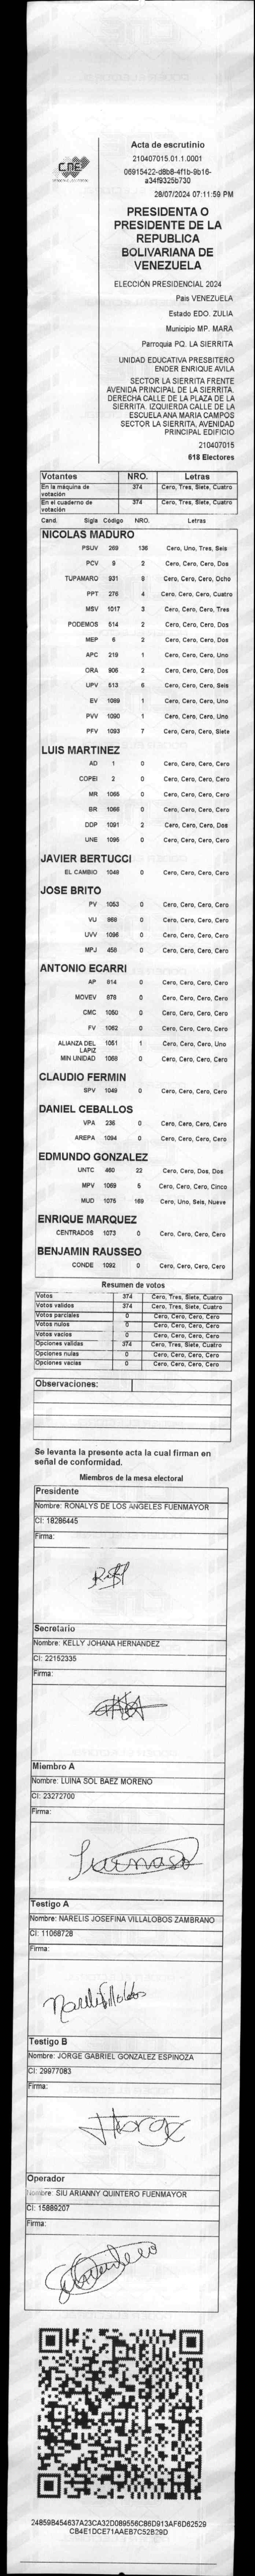 CNE
Acta de escrutinio
210407015.01.1.0001
06915422-d8b8-4f1b-9b16-
a34f9325b730
28/07/2024 07:11:59 PM
PRESIDENTA O
PRESIDENTE DE LA
REPUBLICA
BOLIVARIANA DE
VENEZUELA
ELECCIÓN PRESIDENCIAL 2024
Pais VENEZUELA
Estado EDO. ZULIA
Municipio MP. MARA
Parroquia PQ. LA SIERRITA
UNIDAD EDUCATIVA PRESBITERO
ENDER ENRIQUE AVILA
SECTOR LA SIERRITA FRENTE
AVENIDA PRINCIPAL DE LA SIERRITA.
DERECHA CALLE DE LA PLAZA DE LA
SIERRITA. IZQUIERDA CALLE DE LA
ESCUELA ANA MARIA CAMPOS
SECTOR LA SIERRITA, AVENIDAD
PRINCIPAL EDIFICIO
210407015
618 Electores
Votantes NRO. Letras
En la máquina de votación 374 Cero, Tres, Siete, Cuatro
En el cuaderno de votación 374 Cero, Tres, Siete, Cuatro
Cand. Sigla Código NRO. Letras
NICOLAS MADURO
PSUV 269 136 Cero, Uno, Tres, Seis
PCV 9 2 Cero, Cero, Cero, Dos
TUPAMARO 931 8 Cero, Cero, Cero, Ocho
PPT 276 4 Cero, Cero, Cero, Cuatro
MSV 1017 3 Cero, Cero, Cero, Tres
PODEMOS 514 2 Cero, Cero, Cero, Dos
MEP 6 2 Cero, Cero, Cero, Dos
APC 219 1 Cero, Cero, Cero, Uno
ORA 906 2 Cero, Cero, Cero, Dos
UPV 513 6 Cero, Cero, Cero, Seis
EV 1089 1 Cero, Cero, Cero, Uno
PVV 1090 1 Cero, Cero, Cero, Uno
PFV 1093 7 Cero, Cero, Cero, Siete
LUIS MARTINEZ
AD 1 0 Cero, Cero, Cero, Cero
COPEI 2 0 Cero, Cero, Cero, Cero
MR 1065 0 Cero, Cero, Cero, Cero
BR 1066 0 Cero, Cero, Cero, Cero
DDP 1091 2 Cero, Cero, Cero, Dos
UNE 1096 0 Cero, Cero, Cero, Cero
JAVIER BERTUCCI
EL CAMBIO 1048 0 Cero, Cero, Cero, Cero
JOSE BRITO
PV 1053 0 Cero, Cero, Cero, Cero
VU 868 0 Cero, Cero, Cero, Cero
UVV 1095 0 Cero, Cero, Cero, Cero
MPJ 458 0 Cero, Cero, Cero, Cero
ANTONIO ECARRI
AP 814 0 Cero, Cero, Cero, Cero
MOVEV 878 0 Cero, Cero, Cero, Cero
CMC 1050 0 Cero, Cero, Cero, Cero
FV 1062 0 Cero, Cero, Cero, Cero
ALIANZA DEL LAPIZ 1051 1 Cero, Cero, Cero, Uno
MIN UNIDAD 1068 0 Cero, Cero, Cero, Cero
CLAUDIO FERMIN
SPV 1049 0 Cero, Cero, Cero, Cero
DANIEL CEBALLOS
VPA 236 0 Cero, Cero, Cero, Cero
AREPA 1094 0 Cero, Cero, Cero, Cero
EDMUNDO GONZALEZ
UNTC 460 22 Cero, Cero, Dos, Dos
MPV 1069 5 Cero, Cero, Cero, Cinco
MUD 1075 169 Cero, Uno, Seis, Nueve
ENRIQUE MARQUEZ
CENTRADOS 1073 0 Cero, Cero, Cero, Cero
BENJAMIN RAUSSEO
CONDE 1092 0 Cero, Cero, Cero, Cero
Resumen de votos
Votos 374 Cero, Tres, Siete, Cuatro
Votos validos 374 Cero, Tres, Siete, Cuatro
Votos parciales 0 Cero, Cero, Cero, Cero
Votos nulos 0 Cero, Cero, Cero, Cero
Votos vacios 0 Cero, Cero, Cero, Cero
Opciones validas 374 Cero, Tres, Siete, Cuatro
Opciones nulas 0 Cero, Cero, Cero, Cero
Opciones vacias 0 Cero, Cero, Cero, Cero
Observaciones:
Se levanta la presente acta la cual firman en
señal de conformidad.
Miembros de la mesa electoral
Presidente
Nombre: RONALYS DE LOS ANGELES FUENMAYOR
CI: 18286445
Firma:
Secretario
Nombre: KELLY JOHANA HERNANDEZ
CI: 22152335
Firma:
Miembro A
Nombre: LUINA SOL BAEZ MORENO
CI: 23272700
Firma:
Testigo A
Nombre: NARELIS JOSEFINA VILLALOBOS ZAMBRANO
CI: 11068728
Firma:
Testigo B
Nombre: JORGE GABRIEL GONZALEZ ESPINOZA
CI: 29977083
Firma:
Jhorge
Operador
Nombre: SIU ARIANNY QUINTERO FUENMAYOR
CI: 15889207
Firma:
24859B454637A23CA32D089556C86D913AF6D62529
CB4E1DCE71AAEB7C52B29D